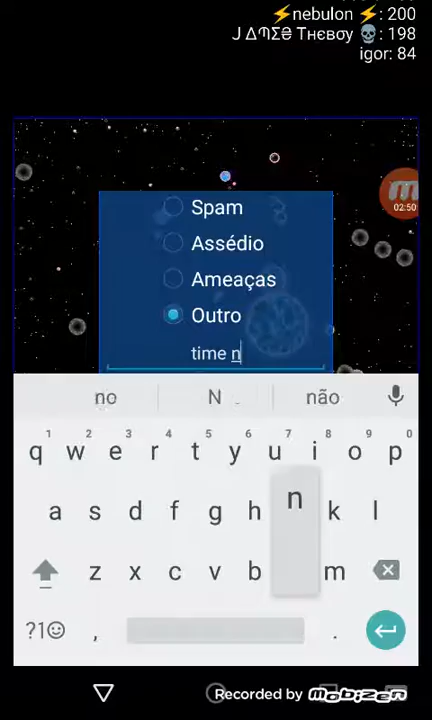 ⚡nebulon ⚡: 200
J ΔՊΣ₴ Tнєвσу 💀: 198
igor: 84
02:50
Spam
Assédio
Ameaças
Outro
time n
no N não
1 2 3 4 5 6 7 8 9 0
q w e r t y u i o p
a s d f g h n k l
z x c v b m
?1☺ , .
Recorded by mobizen